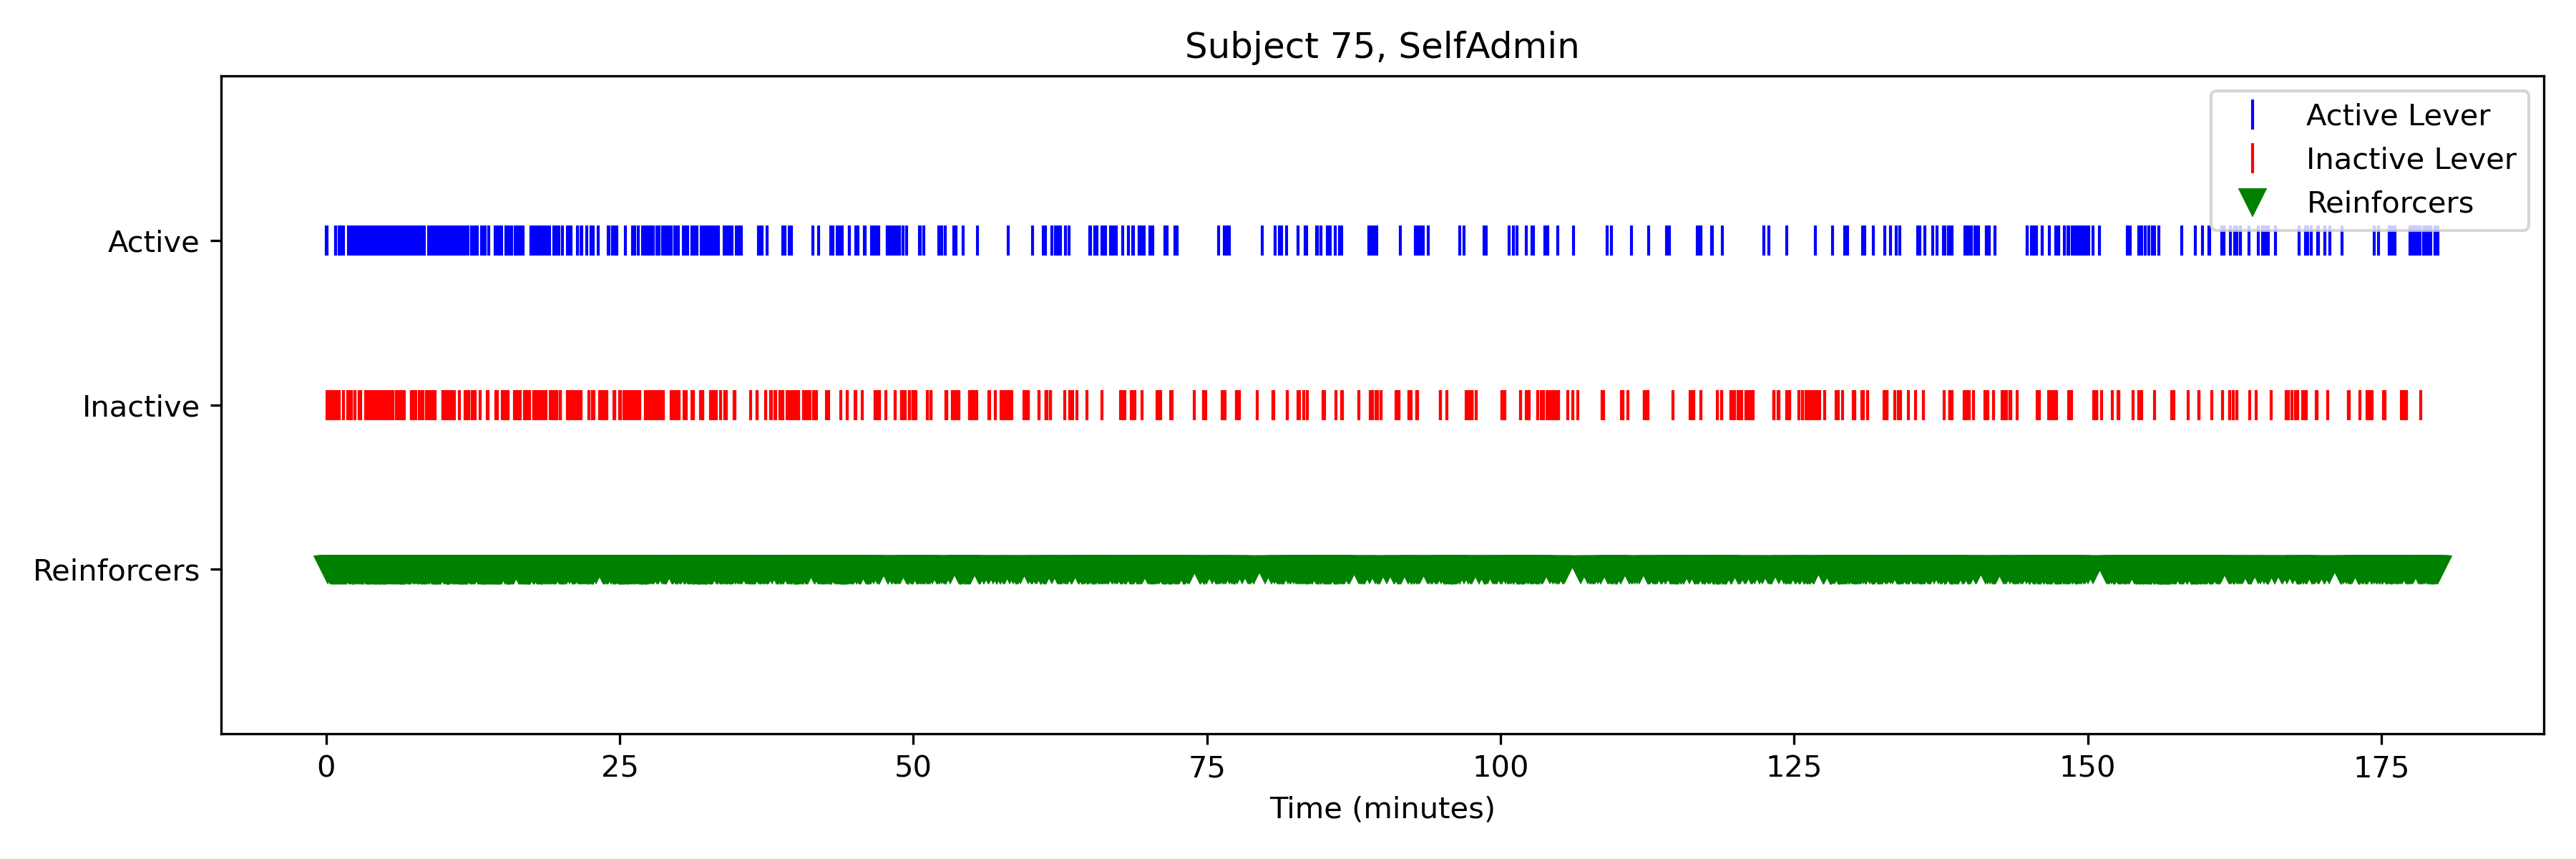 Subject 75, SelfAdmin
Active Lever
Inactive Lever
Reinforcers
Active
Inactive
Reinforcers
0 25 50 75 100 125 150 175
Time (minutes)